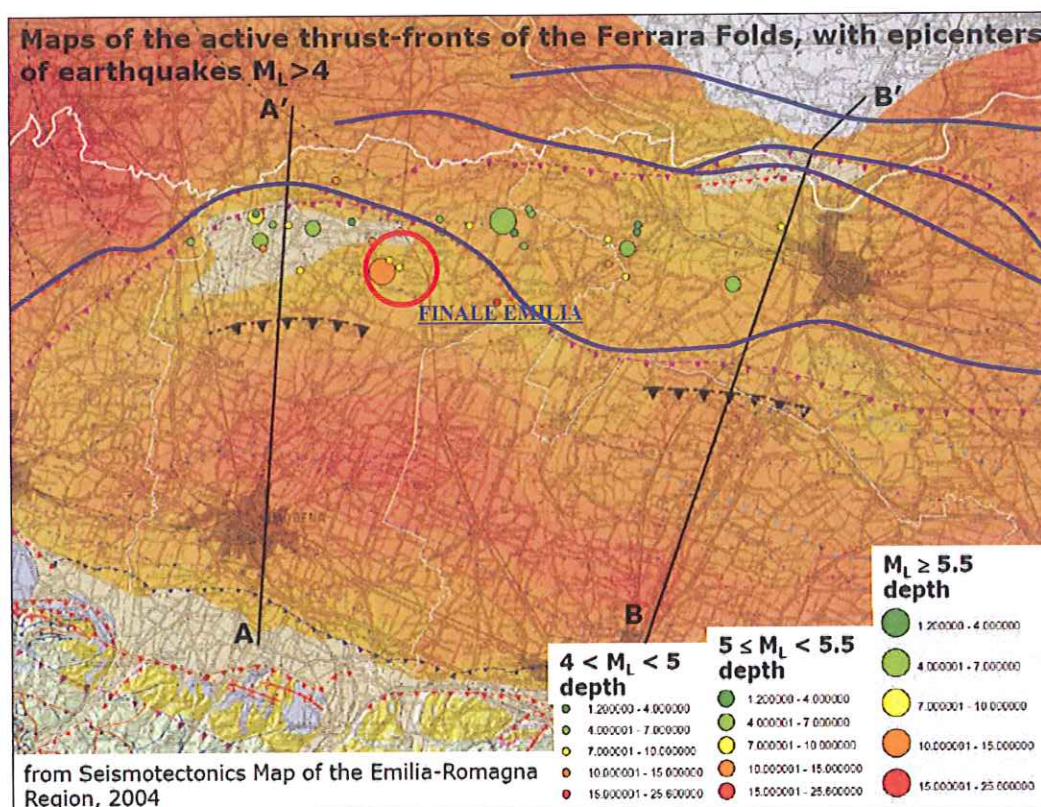 Maps of the active thrust-fronts of the Ferrara Folds, with epicenters
of earthquakes ML>4
A'
B'
FINALE EMILIA
A
B
4 < ML < 5
depth
1.200000 - 4.000000
4.000001 - 7.000000
7.000001 - 10.000000
10.000001 - 15.000000
15.000001 - 25.600000
5 ≤ ML < 5.5
depth
1.200000 - 4.000000
4.000001 - 7.000000
7.000001 - 10.000000
10.000001 - 15.000000
15.000001 - 25.600000
ML ≥ 5.5
depth
1.200000 - 4.000000
4.000001 - 7.000000
7.000001 - 10.000000
10.000001 - 15.000000
15.000001 - 25.600000
from Seismotectonics Map of the Emilia-Romagna
Region, 2004